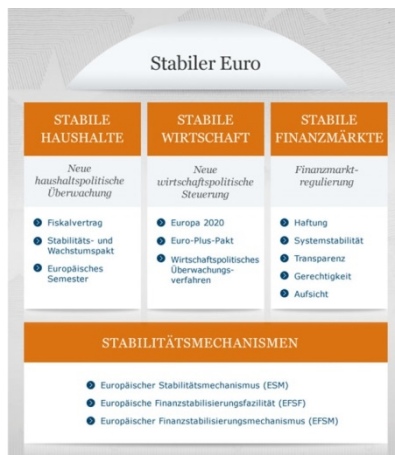 Stabiler Euro
STABILE
HAUSHALTE
Neue
haushaltspolitische
Überwachung
Fiskalvertrag
Stabilitäts- und
Wachstumspakt
Europäisches
Semester
STABILE
WIRTSCHAFT
Neue
wirtschaftspolitische
Steuerung
Europa 2020
Euro-Plus-Pakt
Wirtschaftspolitisches
Überwachungs-
verfahren
STABILE
FINANZMÄRKTE
Finanzmarkt-
regulierung
Haftung
Systemstabilität
Transparenz
Gerechtigkeit
Aufsicht
STABILITÄTSMECHANISMEN
Europäischer Stabilitätsmechanismus (ESM)
Europäische Finanzstabilisierungsfazilität (EFSF)
Europäischer Finanzstabilisierungsmechanismus (EFSM)